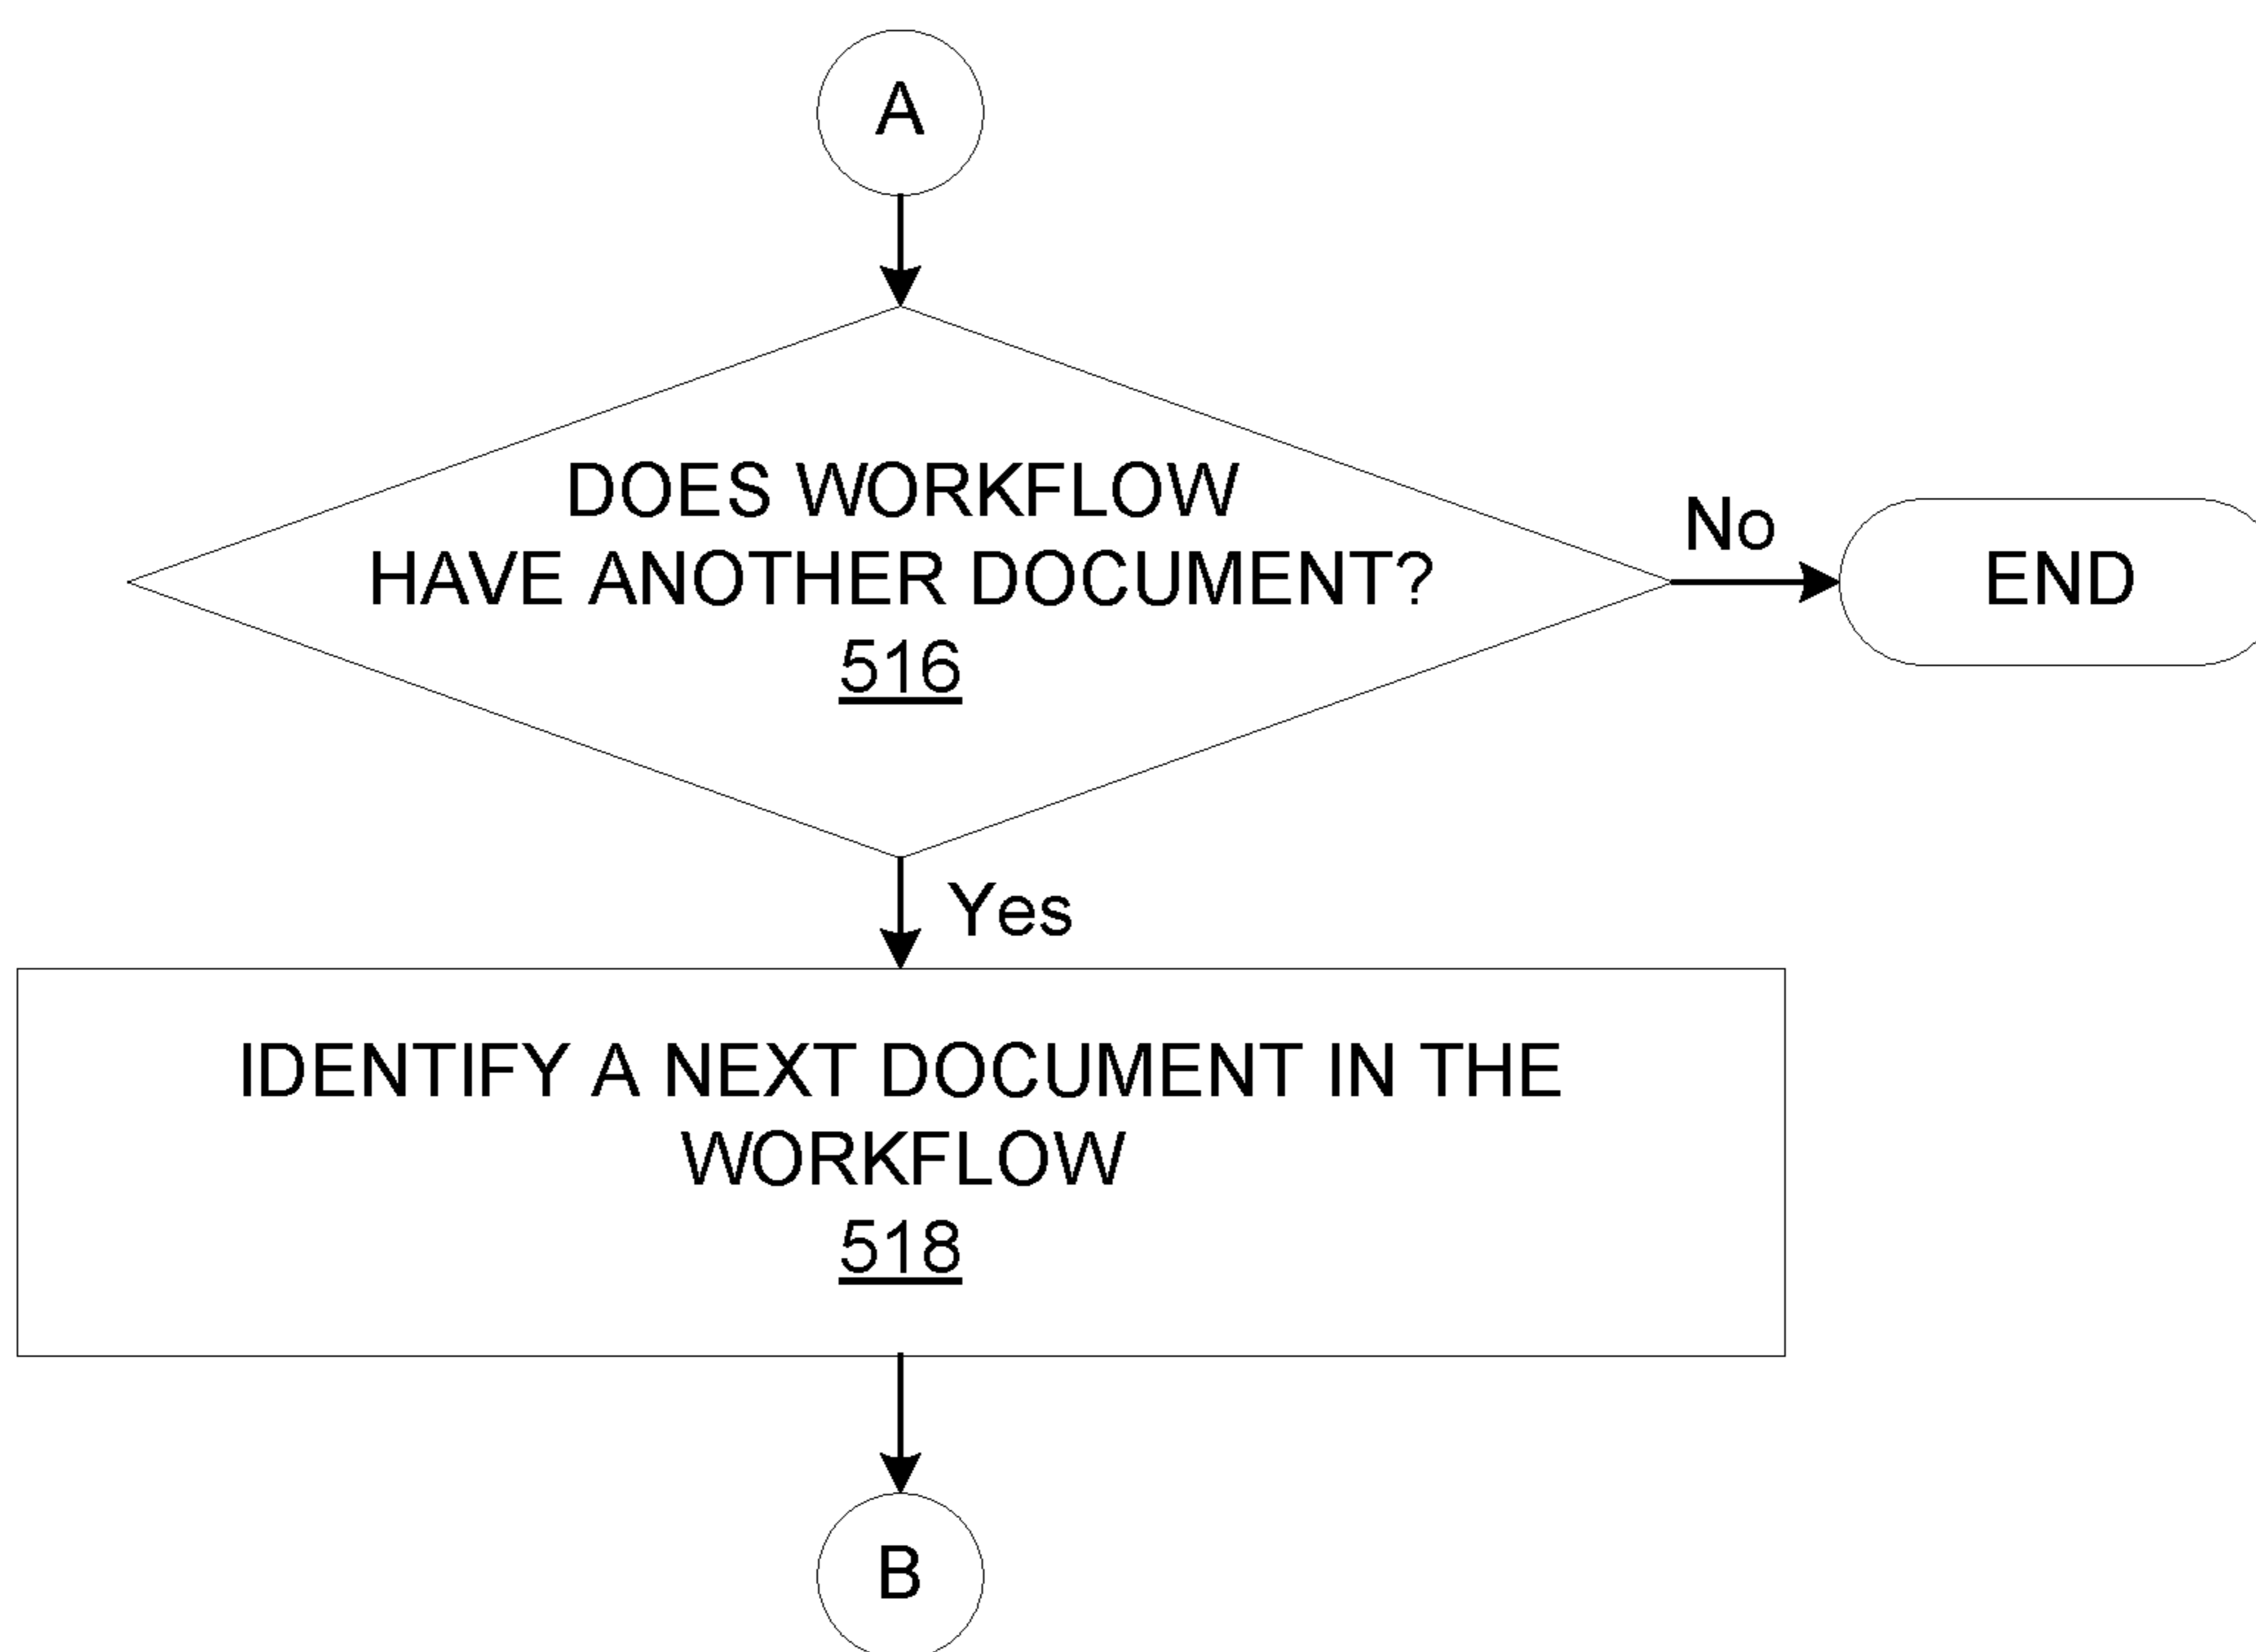 A
DOES WORKFLOW
HAVE ANOTHER DOCUMENT?
516
No
END
Yes
IDENTIFY A NEXT DOCUMENT IN THE
WORKFLOW
518
B